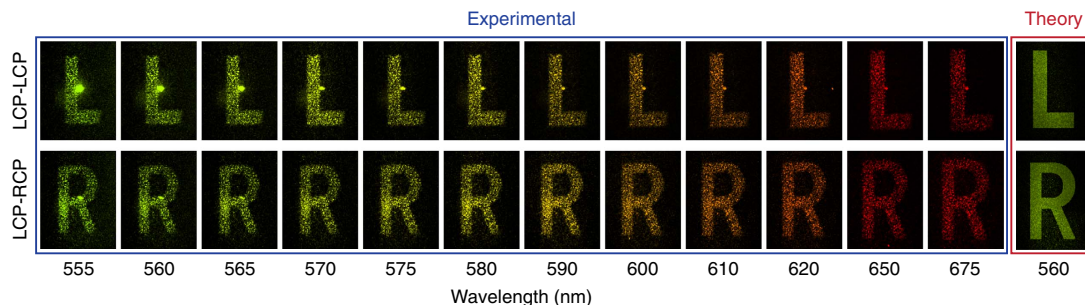 Experimental Theory
LCP-LCP
L L L L L L L L L L L L L
LCP-RCP
R R R R R R R R R R R R R
555 560 565 570 575 580 590 600 610 620 650 675 560
Wavelength (nm)